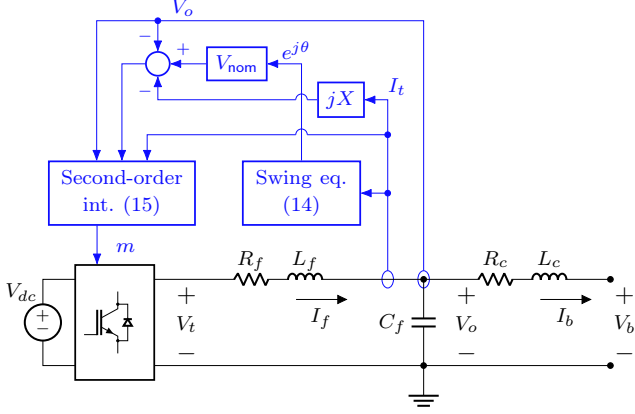 V_o
−
+
V_nom
e^{jθ}
−
jX
I_t
Second-order
int. (15)
Swing eq.
(14)
m
R_f
L_f
R_c
L_c
V_dc
+
−
+
V_t
−
I_f
C_f
+
V_o
−
I_b
+
V_b
−